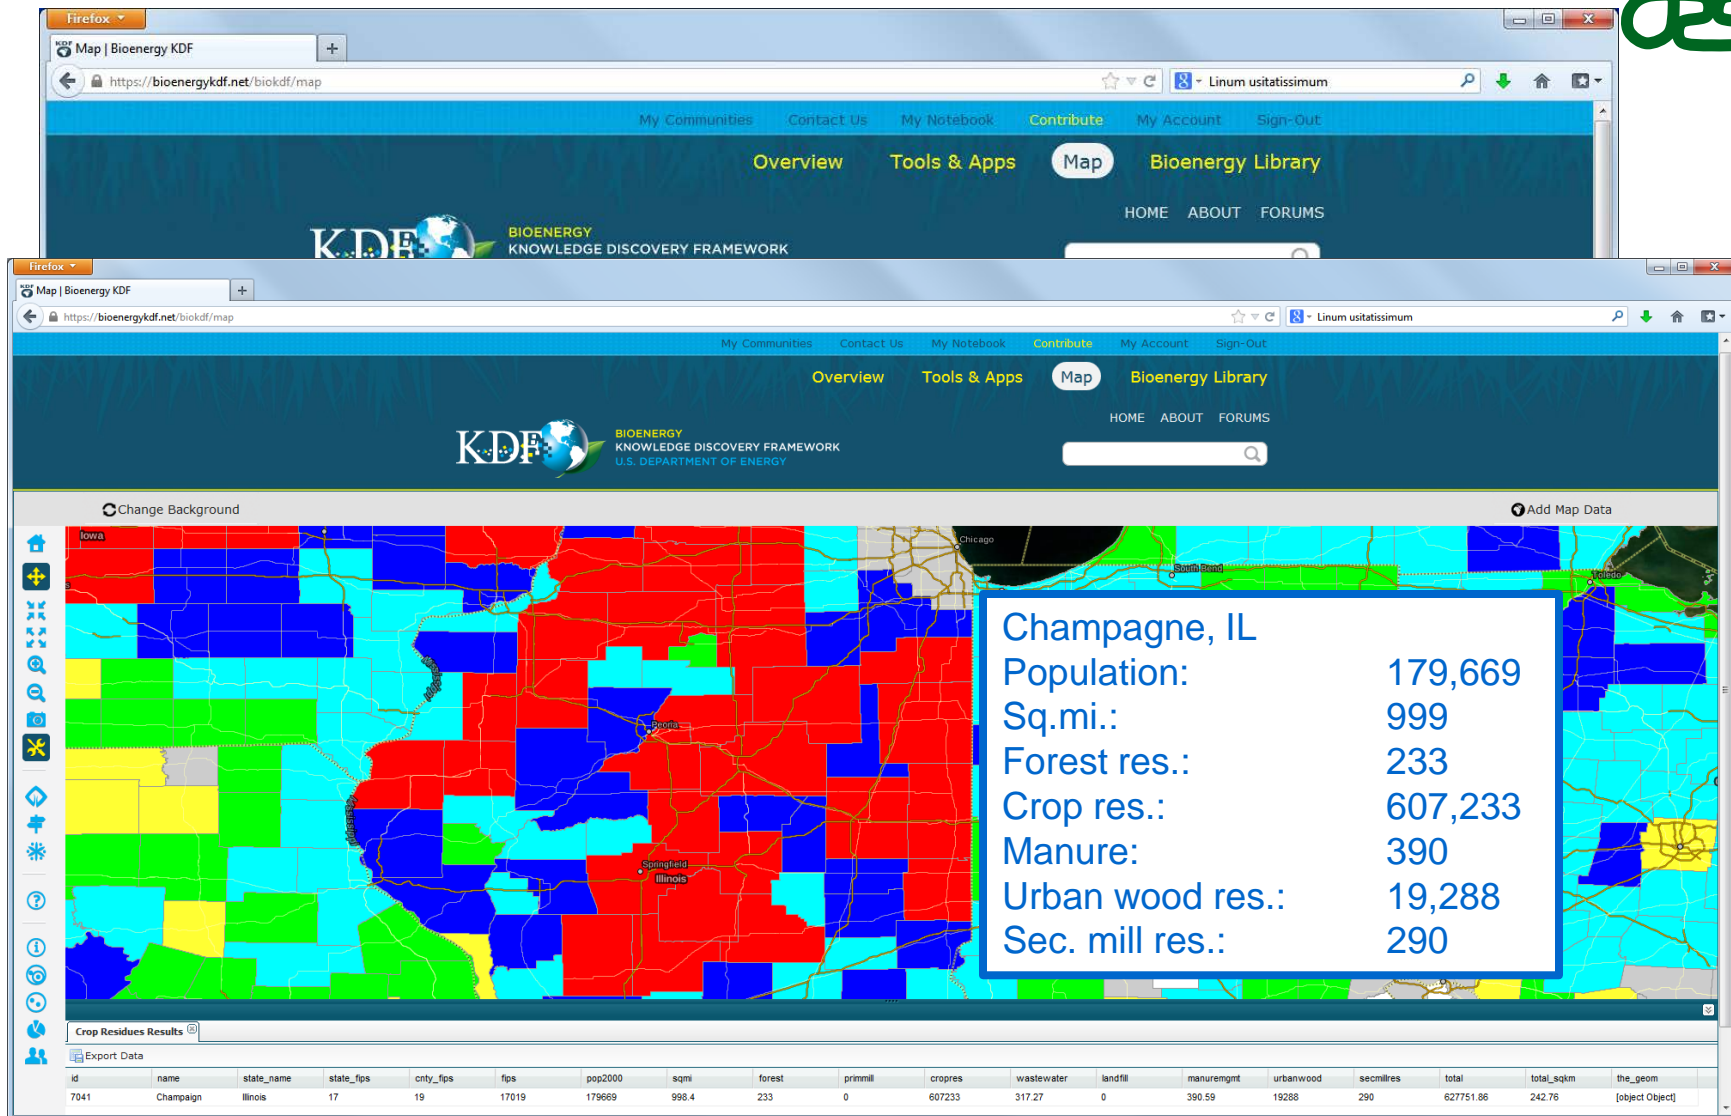 Firefox
Map | Bioenergy KDF
https://bioenergykdf.net/biokdf/map
Linum usitatissimum
My Communities Contact Us My Notebook Contribute My Account Sign-Out
Overview Tools & Apps Map Bioenergy Library
HOME ABOUT FORUMS
KDF
BIOENERGY
KNOWLEDGE DISCOVERY FRAMEWORK
Firefox
Map | Bioenergy KDF
https://bioenergykdf.net/biokdf/map
Linum usitatissimum
My Communities Contact Us My Notebook Contribute My Account Sign-Out
Overview Tools & Apps Map Bioenergy Library
HOME ABOUT FORUMS
KDF
BIOENERGY
KNOWLEDGE DISCOVERY FRAMEWORK
U.S. DEPARTMENT OF ENERGY
Change Background Add Map Data
Iowa
Chicago
South Bend
Toledo
Mississippi
Peoria
Mississippi
Springfield
Illinois
Champagne, IL
Population: 179,669
Sq.mi.: 999
Forest res.: 233
Crop res.: 607,233
Manure: 390
Urban wood res.: 19,288
Sec. mill res.: 290
Crop Residues Results
Export Data
id name state_name state_fips cnty_fips fips pop2000 sqmi forest primmill cropres wastewater landfill manuremgmt urbanwood secmillres total total_sqkm the_geom
7041 Champaign Illinois 17 19 17019 179669 998.4 233 0 607233 317.27 0 390.59 19288 290 627751.86 242.76 [object Object]